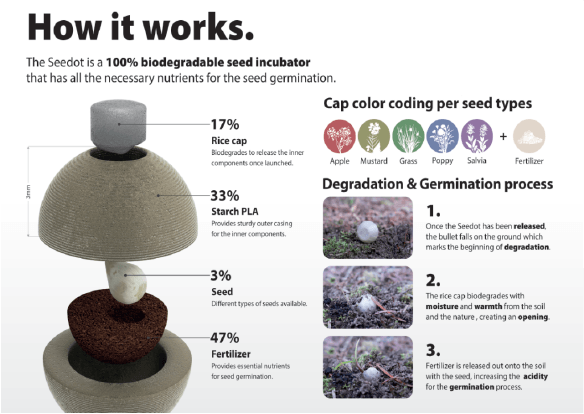 How it works.
The Seedot is a 100% biodegradable seed incubator
that has all the necessary nutrients for the seed germination.
17%
Rice cap
Biodegrades to release the inner
components once launched.
3mm
33%
Starch PLA
Provides sturdy outer casing
for the inner components.
3%
Seed
Different types of seeds available.
47%
Fertilizer
Provides essential nutrients
for seed germination.
Cap color coding per seed types
Apple Mustard Grass Poppy Salvia + Fertilizer
Degradation & Germination process
1.
Once the Seedot has been released,
the bullet falls on the ground which
marks the beginning of degradation.
2.
The rice cap biodegrades with
moisture and warmth from the soil
and the nature , creating an opening.
3.
Fertilizer is released out onto the soil
with the seed, increasing the acidity
for the germination process.